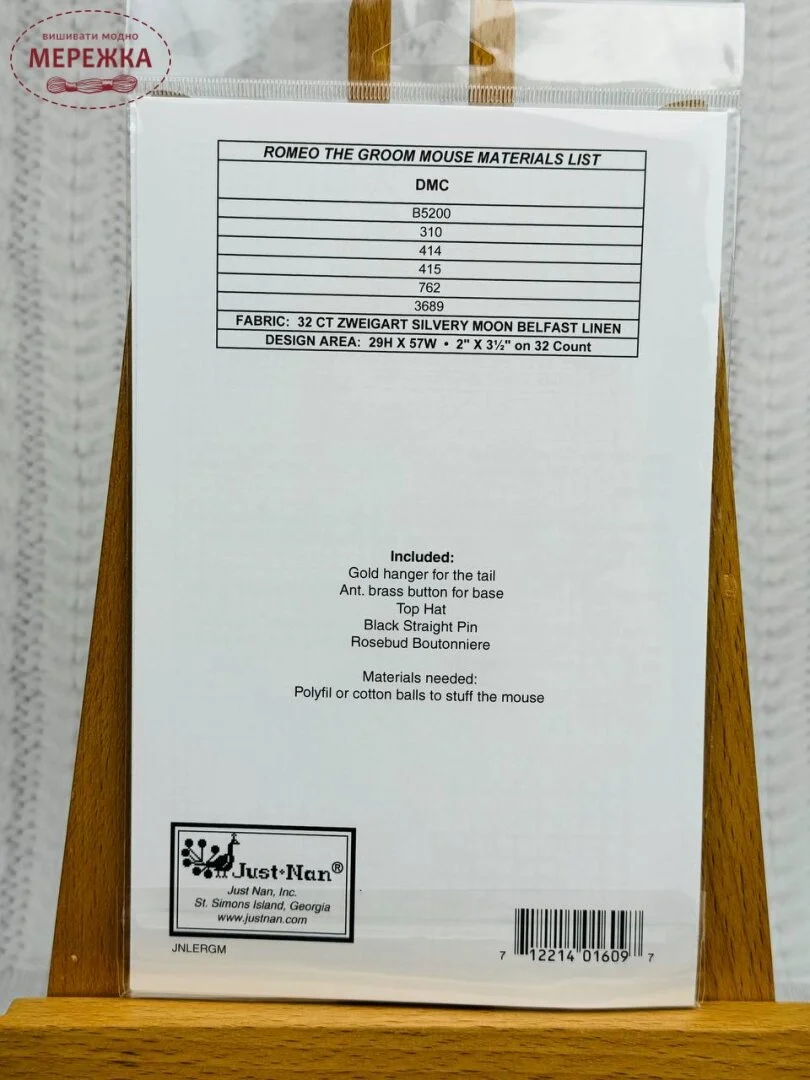 вишивати модно
МЕРЕЖКА
ROMEO THE GROOM MOUSE MATERIALS LIST
DMC
B5200
310
414
415
762
3689
FABRIC: 32 CT ZWEIGART SILVERY MOON BELFAST LINEN
DESIGN AREA: 29H X 57W • 2" X 3½" on 32 Count
Included:
Gold hanger for the tail
Ant. brass button for base
Top Hat
Black Straight Pin
Rosebud Boutonniere
Materials needed:
Polyfil or cotton balls to stuff the mouse
Just•Nan®
Just Nan, Inc.
St. Simons Island, Georgia
www.justnan.com
JNLERGM
7 12214 01609 7